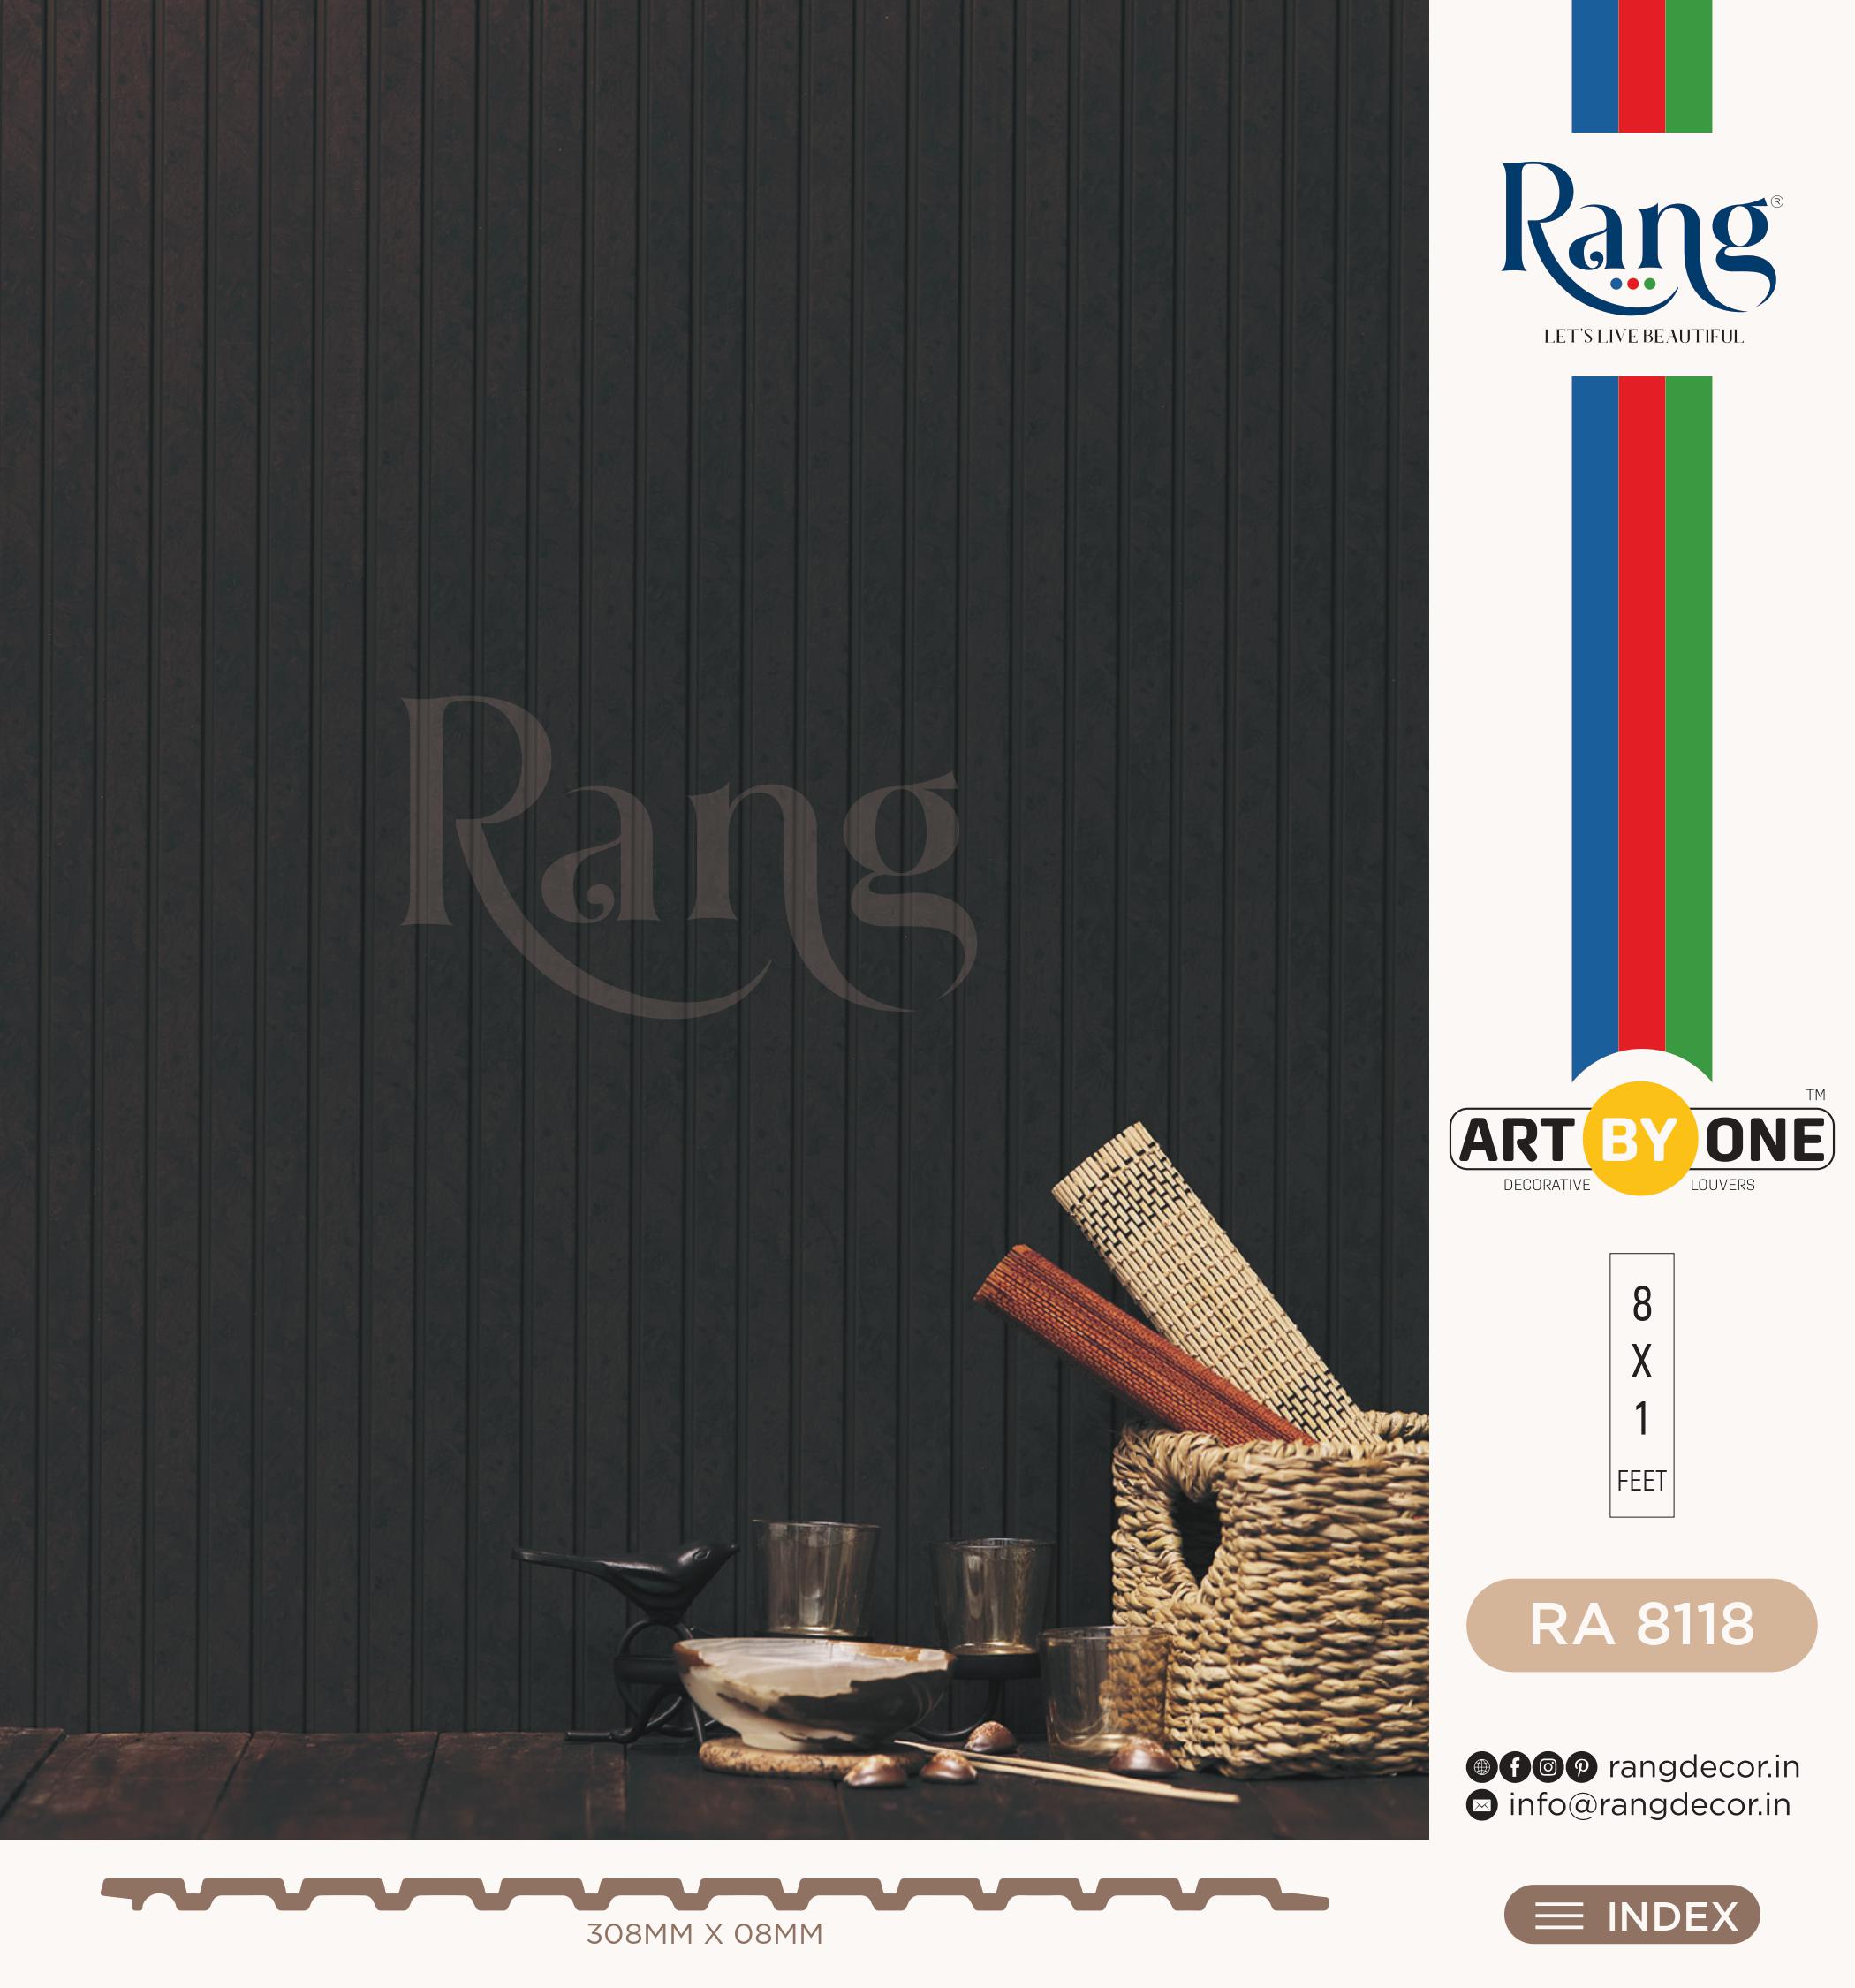 Rang®
LET'S LIVE BEAUTIFUL
Rang
ART BY ONE ™
DECORATIVE LOUVERS
8
X
1
FEET
RA 8118
rangdecor.in
info@rangdecor.in
308MM X 08MM
INDEX